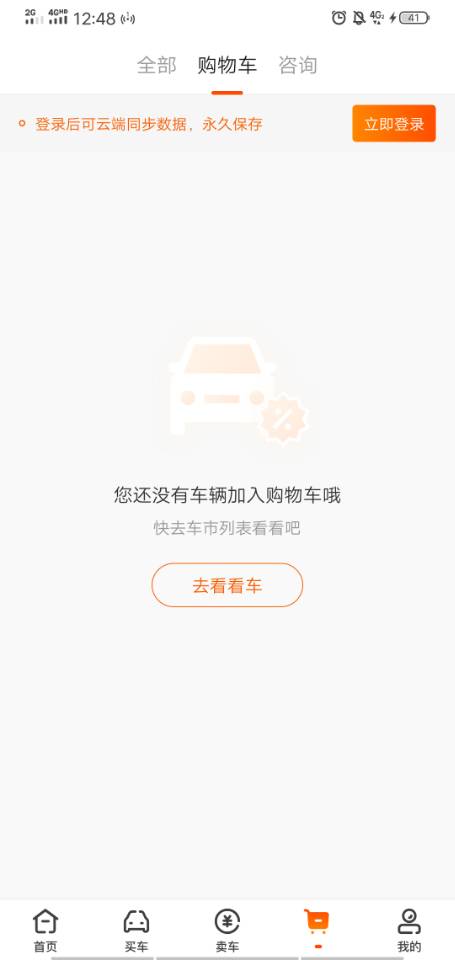 2G 4GHD 12:48 4G2 41
全部 购物车 咨询
登录后可云端同步数据，永久保存 立即登录
您还没有车辆加入购物车哦
快去车市列表看看吧
去看看车
首页 买车 卖车 我的